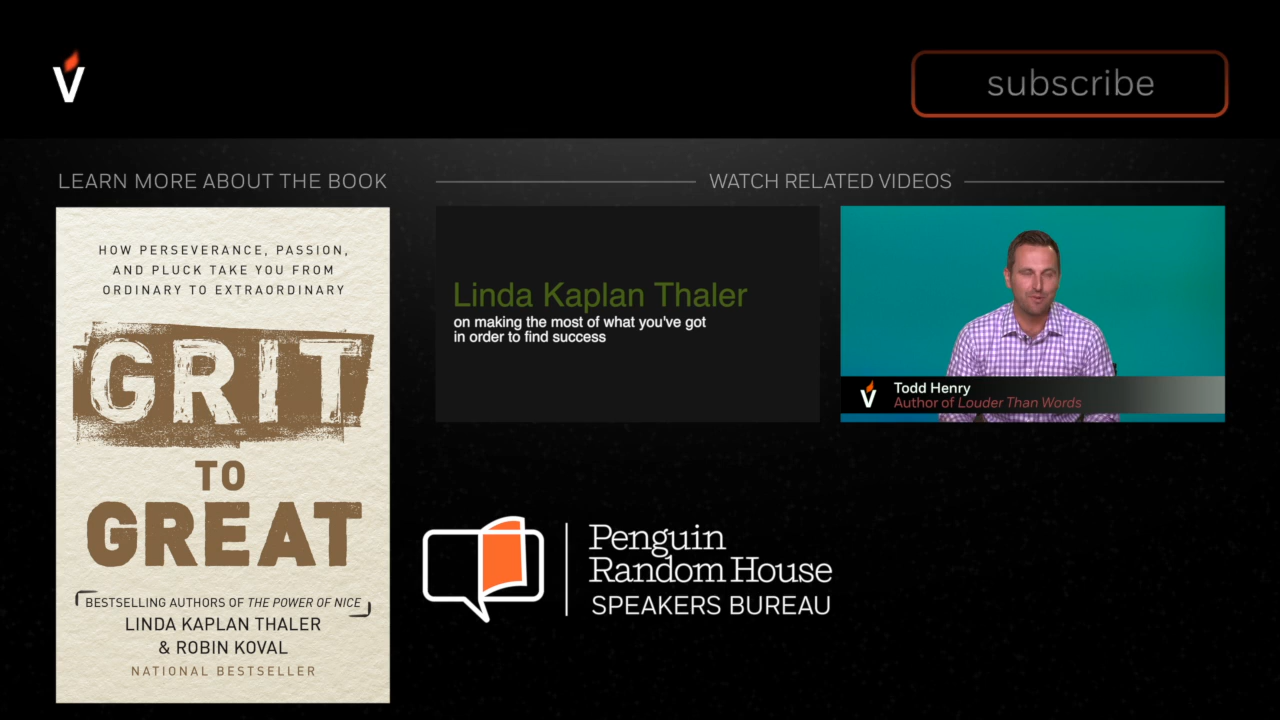 V
subscribe
LEARN MORE ABOUT THE BOOK
WATCH RELATED VIDEOS
HOW PERSEVERANCE, PASSION,
AND PLUCK TAKE YOU FROM
ORDINARY TO EXTRAORDINARY
GRIT
TO
GREAT
BESTSELLING AUTHORS OF THE POWER OF NICE
LINDA KAPLAN THALER
& ROBIN KOVAL
NATIONAL BESTSELLER
Linda Kaplan Thaler
on making the most of what you've got
in order to find success
V
Todd Henry
Author of Louder Than Words
Penguin
Random House
SPEAKERS BUREAU